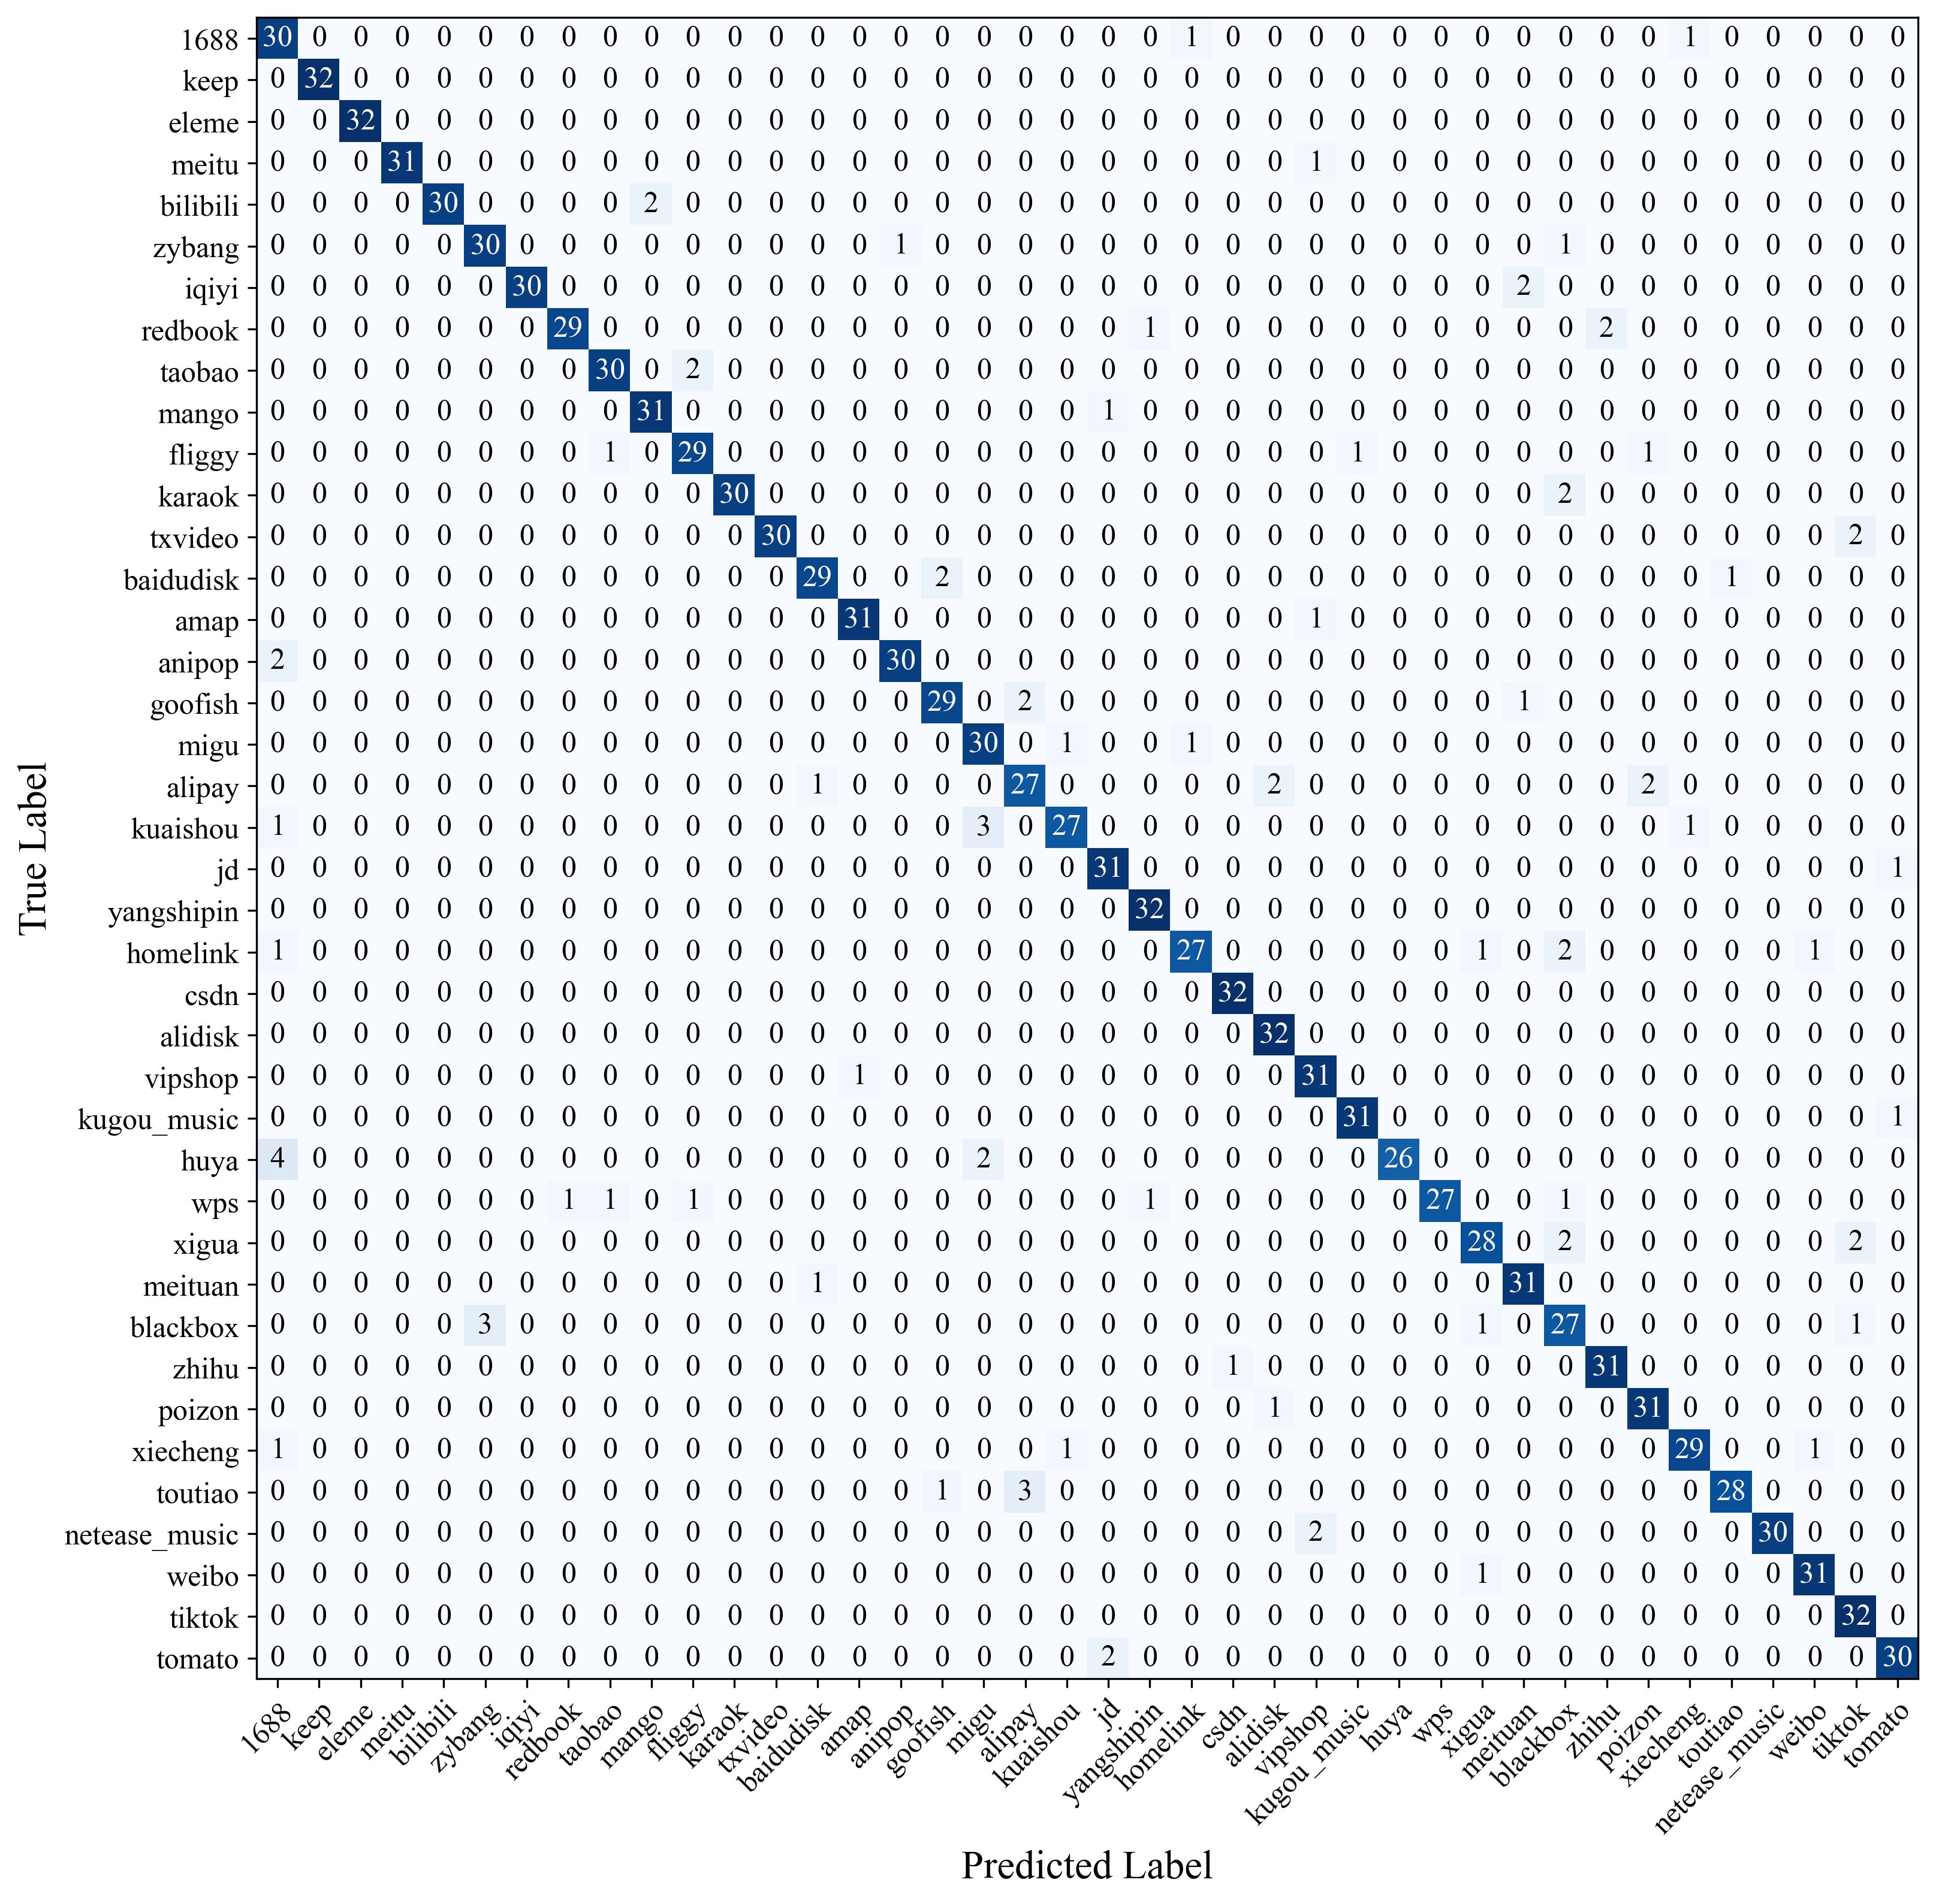 1688 30 0 0 0 0 0 0 0 0 0 0 0 0 0 0 0 0 0 0 0 0 0 1 0 0 0 0 0 0 0 0 0 0 0 1 0 0 0 0 0
keep 0 32 0 0 0 0 0 0 0 0 0 0 0 0 0 0 0 0 0 0 0 0 0 0 0 0 0 0 0 0 0 0 0 0 0 0 0 0 0 0
eleme 0 0 32 0 0 0 0 0 0 0 0 0 0 0 0 0 0 0 0 0 0 0 0 0 0 0 0 0 0 0 0 0 0 0 0 0 0 0 0 0
meitu 0 0 0 31 0 0 0 0 0 0 0 0 0 0 0 0 0 0 0 0 0 0 0 0 0 1 0 0 0 0 0 0 0 0 0 0 0 0 0 0
bilibili 0 0 0 0 30 0 0 0 0 2 0 0 0 0 0 0 0 0 0 0 0 0 0 0 0 0 0 0 0 0 0 0 0 0 0 0 0 0 0 0
zybang 0 0 0 0 0 30 0 0 0 0 0 0 0 0 0 1 0 0 0 0 0 0 0 0 0 0 0 0 0 0 0 1 0 0 0 0 0 0 0 0
iqiyi 0 0 0 0 0 0 30 0 0 0 0 0 0 0 0 0 0 0 0 0 0 0 0 0 0 0 0 0 0 0 2 0 0 0 0 0 0 0 0 0
redbook 0 0 0 0 0 0 0 29 0 0 0 0 0 0 0 0 0 0 0 0 0 1 0 0 0 0 0 0 0 0 0 0 2 0 0 0 0 0 0 0
taobao 0 0 0 0 0 0 0 0 30 0 2 0 0 0 0 0 0 0 0 0 0 0 0 0 0 0 0 0 0 0 0 0 0 0 0 0 0 0 0 0
mango 0 0 0 0 0 0 0 0 0 31 0 0 0 0 0 0 0 0 0 0 1 0 0 0 0 0 0 0 0 0 0 0 0 0 0 0 0 0 0 0
fliggy 0 0 0 0 0 0 0 0 1 0 29 0 0 0 0 0 0 0 0 0 0 0 0 0 0 0 1 0 0 0 0 0 0 1 0 0 0 0 0 0
karaok 0 0 0 0 0 0 0 0 0 0 0 30 0 0 0 0 0 0 0 0 0 0 0 0 0 0 0 0 0 0 0 2 0 0 0 0 0 0 0 0
txvideo 0 0 0 0 0 0 0 0 0 0 0 0 30 0 0 0 0 0 0 0 0 0 0 0 0 0 0 0 0 0 0 0 0 0 0 0 0 0 2 0
baidudisk 0 0 0 0 0 0 0 0 0 0 0 0 0 29 0 0 2 0 0 0 0 0 0 0 0 0 0 0 0 0 0 0 0 0 0 1 0 0 0 0
amap 0 0 0 0 0 0 0 0 0 0 0 0 0 0 31 0 0 0 0 0 0 0 0 0 0 1 0 0 0 0 0 0 0 0 0 0 0 0 0 0
anipop 2 0 0 0 0 0 0 0 0 0 0 0 0 0 0 30 0 0 0 0 0 0 0 0 0 0 0 0 0 0 0 0 0 0 0 0 0 0 0 0
goofish 0 0 0 0 0 0 0 0 0 0 0 0 0 0 0 0 29 0 2 0 0 0 0 0 0 0 0 0 0 0 1 0 0 0 0 0 0 0 0 0
migu 0 0 0 0 0 0 0 0 0 0 0 0 0 0 0 0 0 30 0 1 0 0 1 0 0 0 0 0 0 0 0 0 0 0 0 0 0 0 0 0
alipay 0 0 0 0 0 0 0 0 0 0 0 0 0 1 0 0 0 0 27 0 0 0 0 0 2 0 0 0 0 0 0 0 0 2 0 0 0 0 0 0
kuaishou 1 0 0 0 0 0 0 0 0 0 0 0 0 0 0 0 0 3 0 27 0 0 0 0 0 0 0 0 0 0 0 0 0 0 1 0 0 0 0 0
jd 0 0 0 0 0 0 0 0 0 0 0 0 0 0 0 0 0 0 0 0 31 0 0 0 0 0 0 0 0 0 0 0 0 0 0 0 0 0 0 1
yangshipin 0 0 0 0 0 0 0 0 0 0 0 0 0 0 0 0 0 0 0 0 0 32 0 0 0 0 0 0 0 0 0 0 0 0 0 0 0 0 0 0
homelink 1 0 0 0 0 0 0 0 0 0 0 0 0 0 0 0 0 0 0 0 0 0 27 0 0 0 0 0 0 1 0 2 0 0 0 0 0 1 0 0
csdn 0 0 0 0 0 0 0 0 0 0 0 0 0 0 0 0 0 0 0 0 0 0 0 32 0 0 0 0 0 0 0 0 0 0 0 0 0 0 0 0
alidisk 0 0 0 0 0 0 0 0 0 0 0 0 0 0 0 0 0 0 0 0 0 0 0 0 32 0 0 0 0 0 0 0 0 0 0 0 0 0 0 0
vipshop 0 0 0 0 0 0 0 0 0 0 0 0 0 0 1 0 0 0 0 0 0 0 0 0 0 31 0 0 0 0 0 0 0 0 0 0 0 0 0 0
kugou_music 0 0 0 0 0 0 0 0 0 0 0 0 0 0 0 0 0 0 0 0 0 0 0 0 0 0 31 0 0 0 0 0 0 0 0 0 0 0 0 1
huya 4 0 0 0 0 0 0 0 0 0 0 0 0 0 0 0 0 2 0 0 0 0 0 0 0 0 0 26 0 0 0 0 0 0 0 0 0 0 0 0
wps 0 0 0 0 0 0 0 1 1 0 1 0 0 0 0 0 0 0 0 0 0 1 0 0 0 0 0 0 27 0 0 1 0 0 0 0 0 0 0 0
xigua 0 0 0 0 0 0 0 0 0 0 0 0 0 0 0 0 0 0 0 0 0 0 0 0 0 0 0 0 0 28 0 2 0 0 0 0 0 0 2 0
meituan 0 0 0 0 0 0 0 0 0 0 0 0 0 1 0 0 0 0 0 0 0 0 0 0 0 0 0 0 0 0 31 0 0 0 0 0 0 0 0 0
blackbox 0 0 0 0 0 3 0 0 0 0 0 0 0 0 0 0 0 0 0 0 0 0 0 0 0 0 0 0 0 1 0 27 0 0 0 0 0 0 1 0
zhihu 0 0 0 0 0 0 0 0 0 0 0 0 0 0 0 0 0 0 0 0 0 0 0 1 0 0 0 0 0 0 0 0 31 0 0 0 0 0 0 0
poizon 0 0 0 0 0 0 0 0 0 0 0 0 0 0 0 0 0 0 0 0 0 0 0 0 1 0 0 0 0 0 0 0 0 31 0 0 0 0 0 0
xiecheng 1 0 0 0 0 0 0 0 0 0 0 0 0 0 0 0 0 0 0 1 0 0 0 0 0 0 0 0 0 0 0 0 0 0 29 0 0 1 0 0
toutiao 0 0 0 0 0 0 0 0 0 0 0 0 0 0 0 0 1 0 3 0 0 0 0 0 0 0 0 0 0 0 0 0 0 0 0 28 0 0 0 0
netease_music 0 0 0 0 0 0 0 0 0 0 0 0 0 0 0 0 0 0 0 0 0 0 0 0 0 2 0 0 0 0 0 0 0 0 0 0 30 0 0 0
weibo 0 0 0 0 0 0 0 0 0 0 0 0 0 0 0 0 0 0 0 0 0 0 0 0 0 0 0 0 0 1 0 0 0 0 0 0 0 31 0 0
tiktok 0 0 0 0 0 0 0 0 0 0 0 0 0 0 0 0 0 0 0 0 0 0 0 0 0 0 0 0 0 0 0 0 0 0 0 0 0 0 32 0
tomato 0 0 0 0 0 0 0 0 0 0 0 0 0 0 0 0 0 0 0 0 2 0 0 0 0 0 0 0 0 0 0 0 0 0 0 0 0 0 0 30
True Label
1688 keep eleme meitu bilibili zybang iqiyi redbook taobao mango fliggy karaok txvideo baidudisk amap anipop goofish migu alipay kuaishou jd yangshipin homelink csdn alidisk vipshop kugou_music huya wps xigua meituan blackbox zhihu poizon xiecheng toutiao netease_music weibo tiktok tomato
Predicted Label